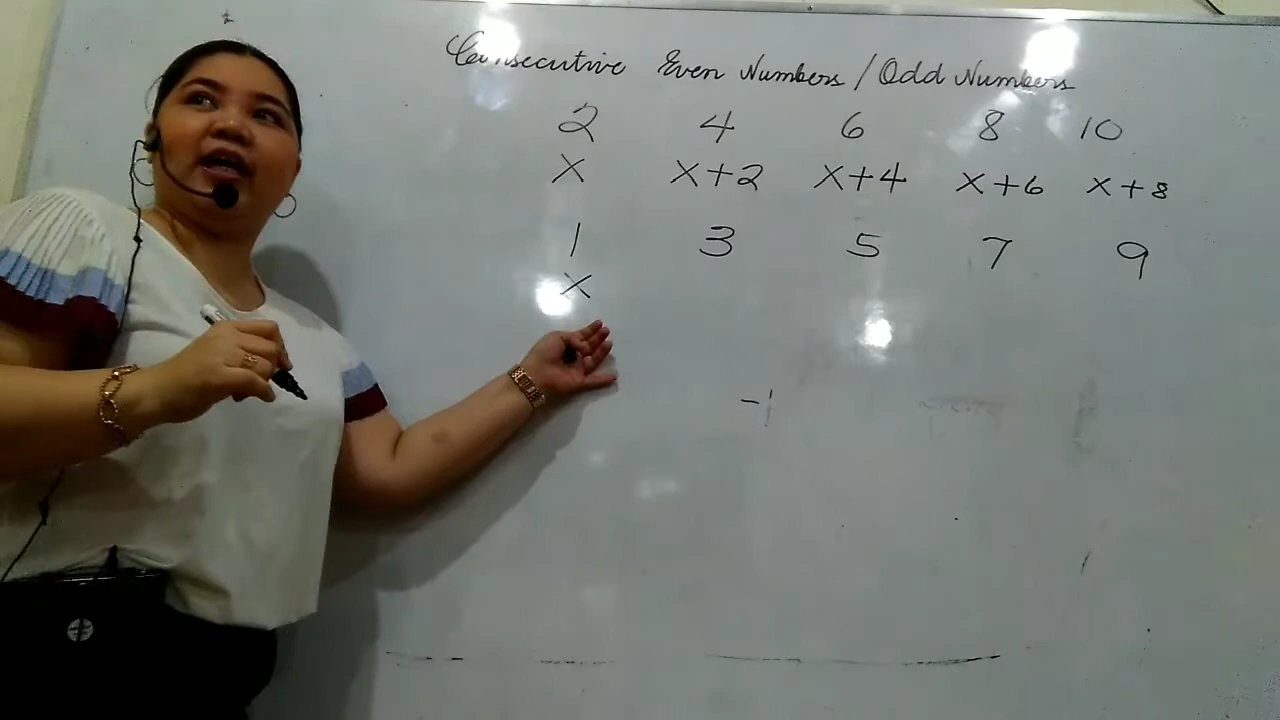 Consecutive Even Numbers / Odd Numbers
2 4 6 8 10
x x+2 x+4 x+6 x+8
1 3 5 7 9
x
-1